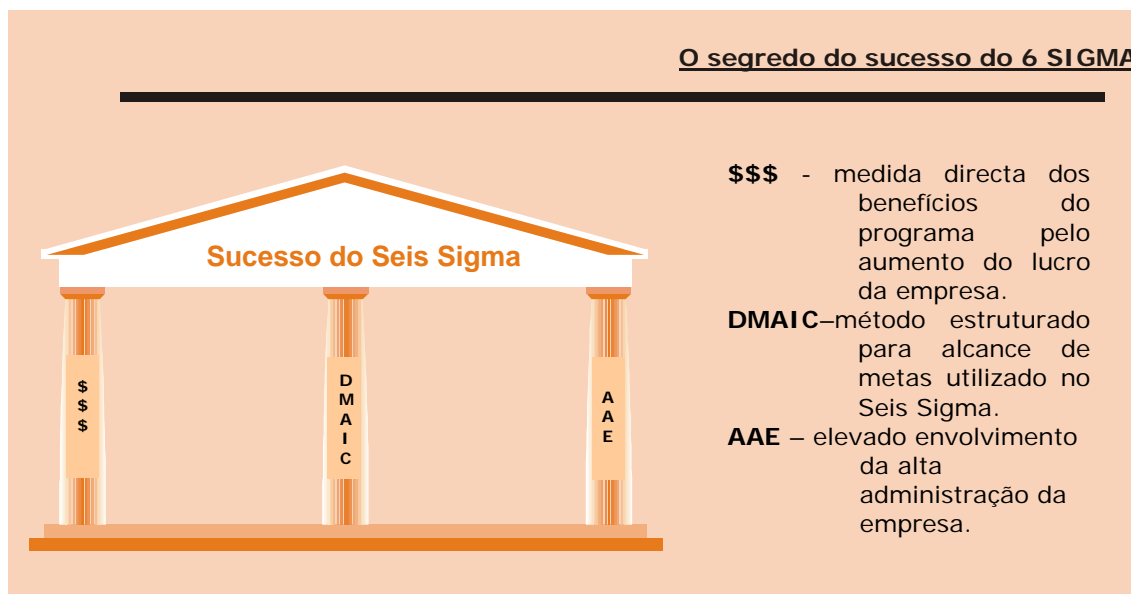 O segredo do sucesso do 6 SIGMA
Sucesso do Seis Sigma
$
$
$
D
M
A
I
C
A
A
E
$$$ - medida directa dos
benefícios do
programa pelo
aumento do lucro
da empresa.
DMAIC–método estruturado
para alcance de
metas utilizado no
Seis Sigma.
AAE – elevado envolvimento
da alta
administração da
empresa.